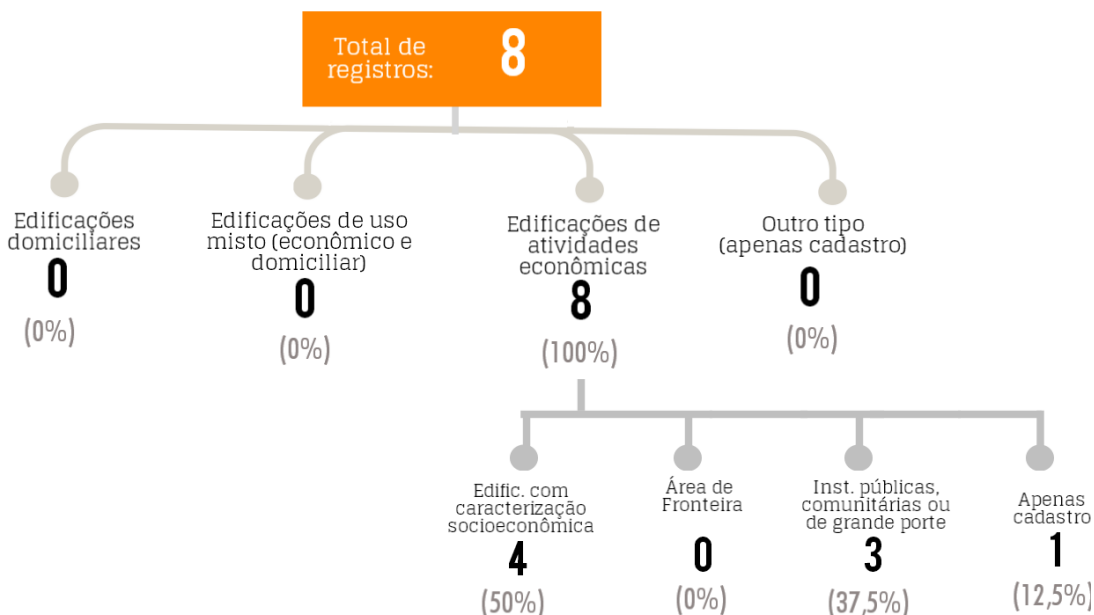 Total de
registros:
8
Edificações
domiciliares
0
(0%)
Edificações de uso
misto (econômico e
domiciliar)
0
(0%)
Edificações de
atividades
econômicas
8
(100%)
Outro tipo
(apenas cadastro)
0
(0%)
Edific. com
caracterização
socioeconômica
4
(50%)
Área de
Fronteira
0
(0%)
Inst. públicas,
comunitárias ou
de grande porte
3
(37,5%)
Apenas
cadastro
1
(12,5%)